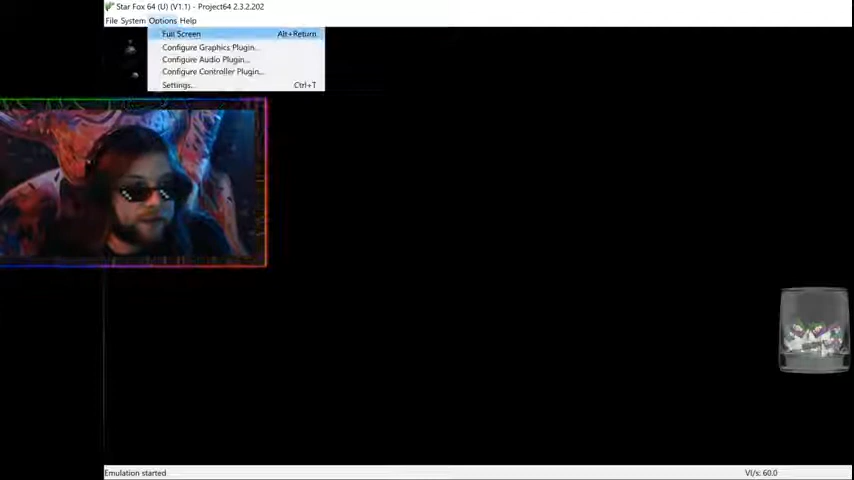 Star Fox 64 (U) (V1.1) - Project64 2.3.2.202
File System Options Help
Full Screen Alt+Return
Configure Graphics Plugin...
Configure Audio Plugin...
Configure Controller Plugin...
Settings... Ctrl+T
Emulation started VI/s: 60.0